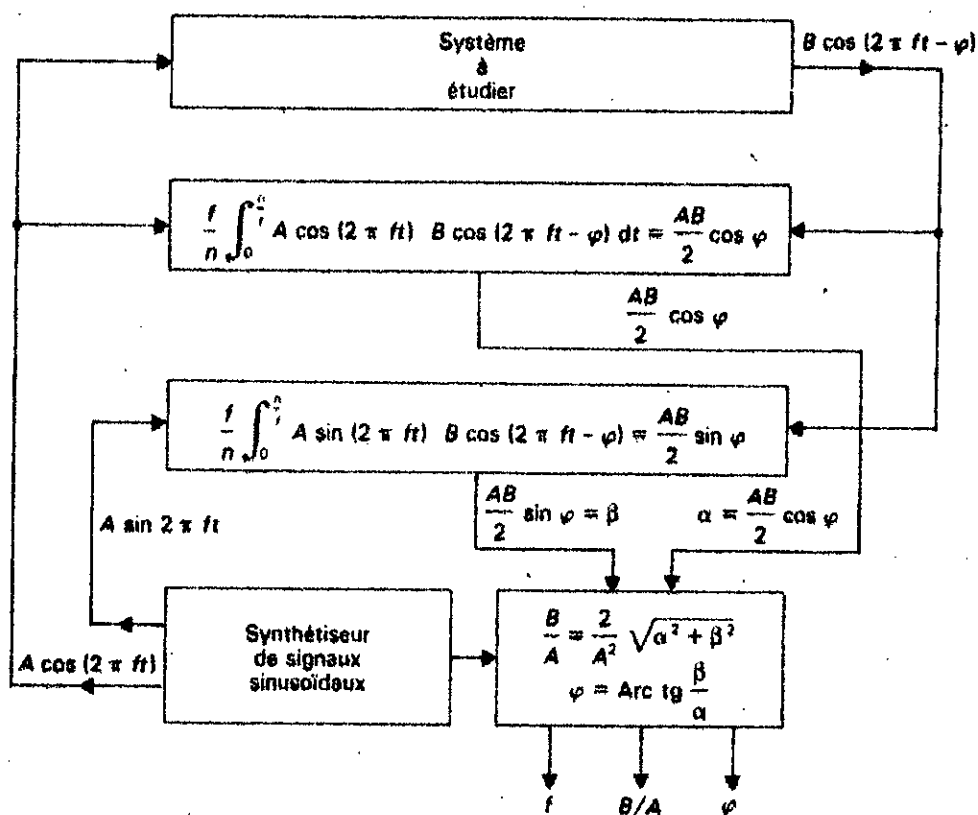 Système
à
étudier
B cos (2 π ft - φ)
f/n ∫₀^(n/f) A cos (2 π ft) B cos (2 π ft - φ) dt = AB/2 cos φ
AB/2 cos φ
f/n ∫₀^(n/f) A sin (2 π ft) B cos (2 π ft - φ) = AB/2 sin φ
A sin 2 π ft
AB/2 sin φ = β
α = AB/2 cos φ
A cos (2 π ft)
Synthétiseur
de signaux
sinusoïdaux
B/A = 2/A² √(α² + β²)
φ = Arc tg β/α
f
B/A
φ